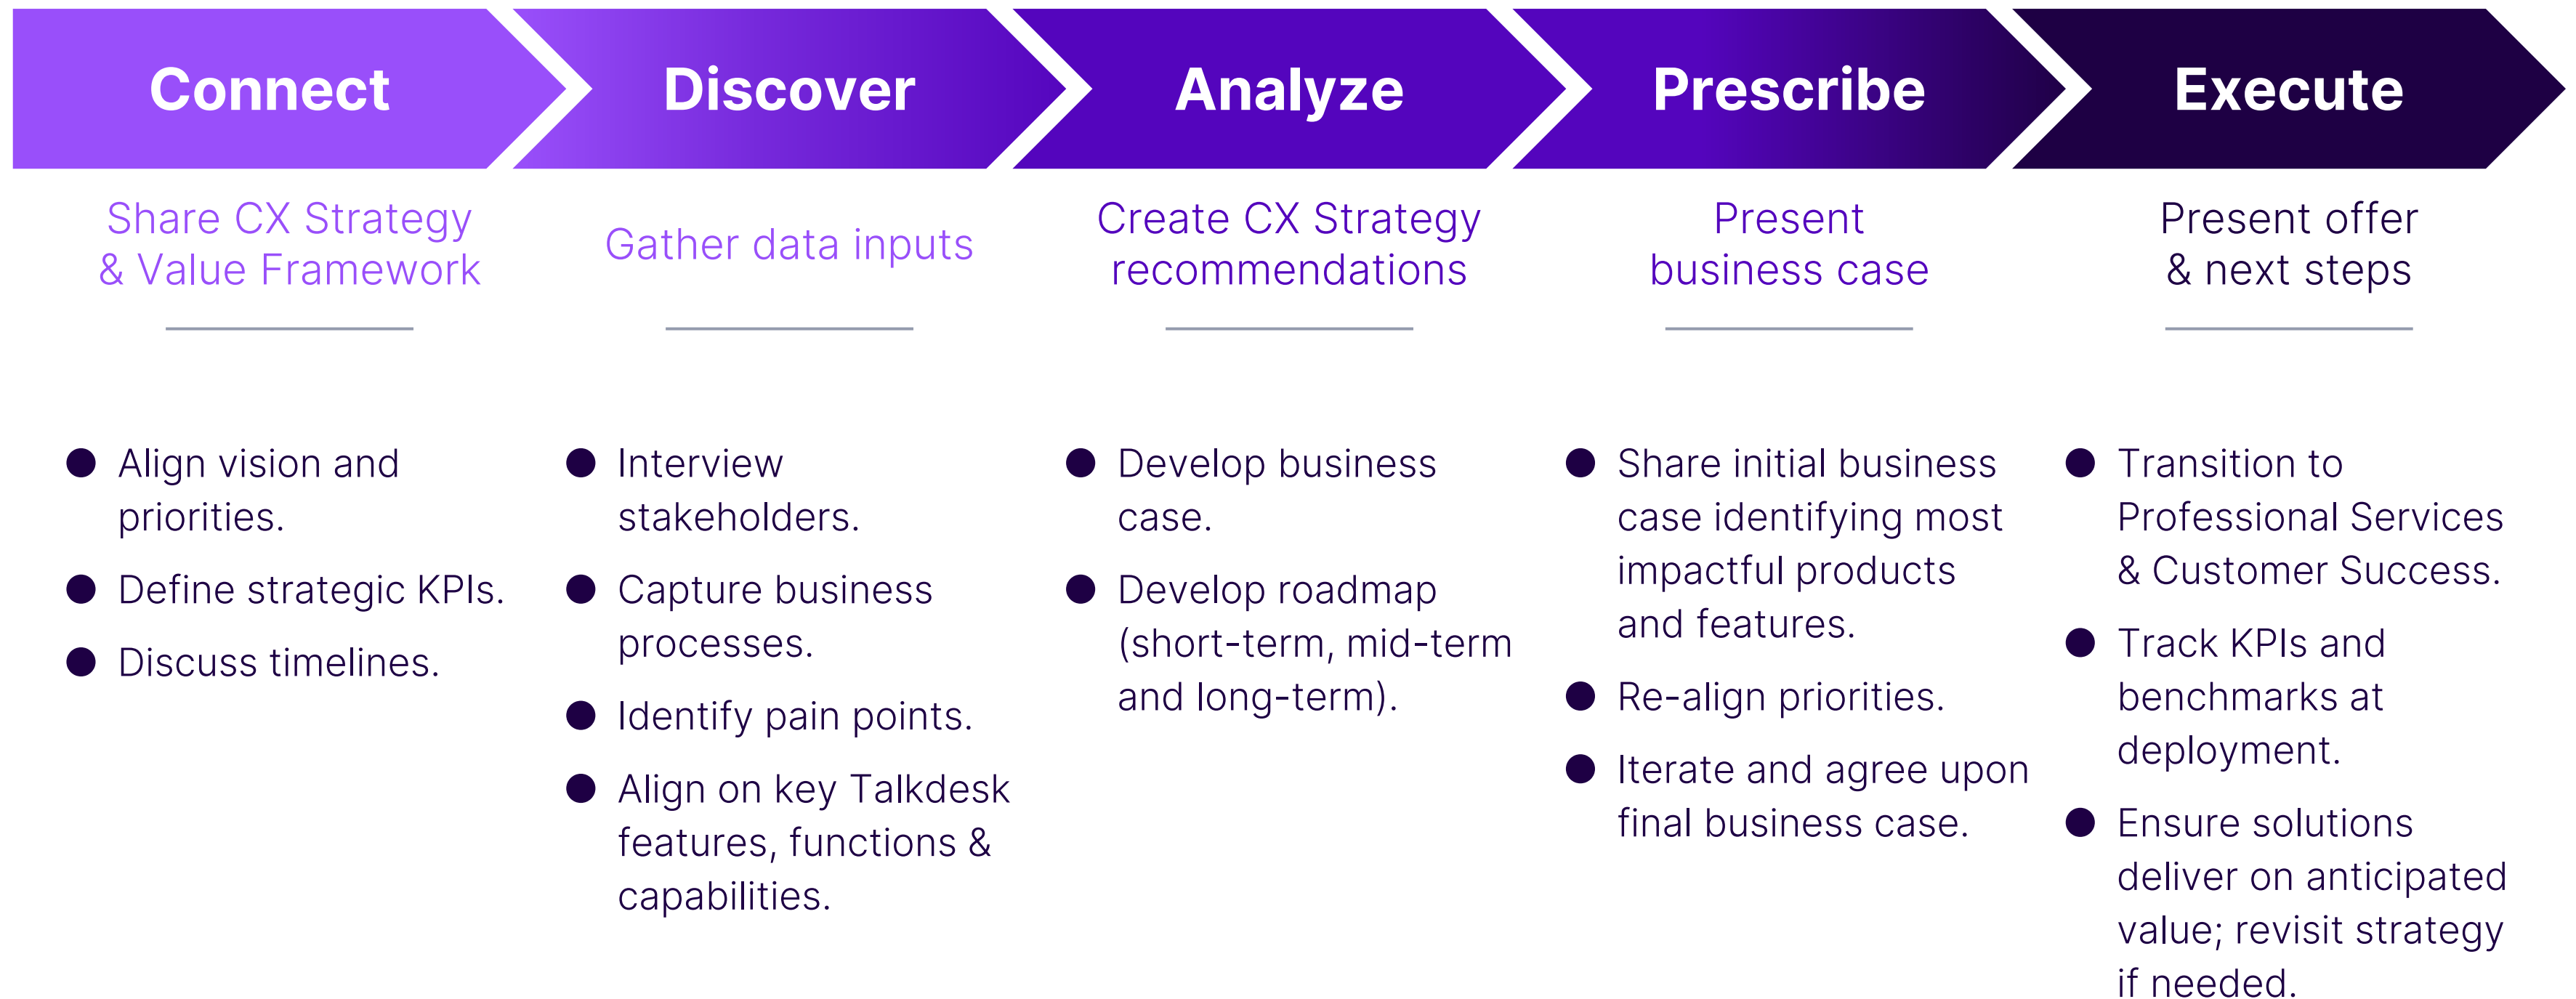 Connect
Discover
Analyze
Prescribe
Execute
Share CX Strategy
& Value Framework
Gather data inputs
Create CX Strategy
recommendations
Present
business case
Present offer
& next steps
Align vision and
priorities.
Define strategic KPIs.
Discuss timelines.
Interview
stakeholders.
Capture business
processes.
Identify pain points.
Align on key Talkdesk
features, functions &
capabilities.
Develop business
case.
Develop roadmap
(short-term, mid-term
and long-term).
Share initial business
case identifying most
impactful products
and features.
Re-align priorities.
Iterate and agree upon
final business case.
Transition to
Professional Services
& Customer Success.
Track KPIs and
benchmarks at
deployment.
Ensure solutions
deliver on anticipated
value; revisit strategy
if needed.